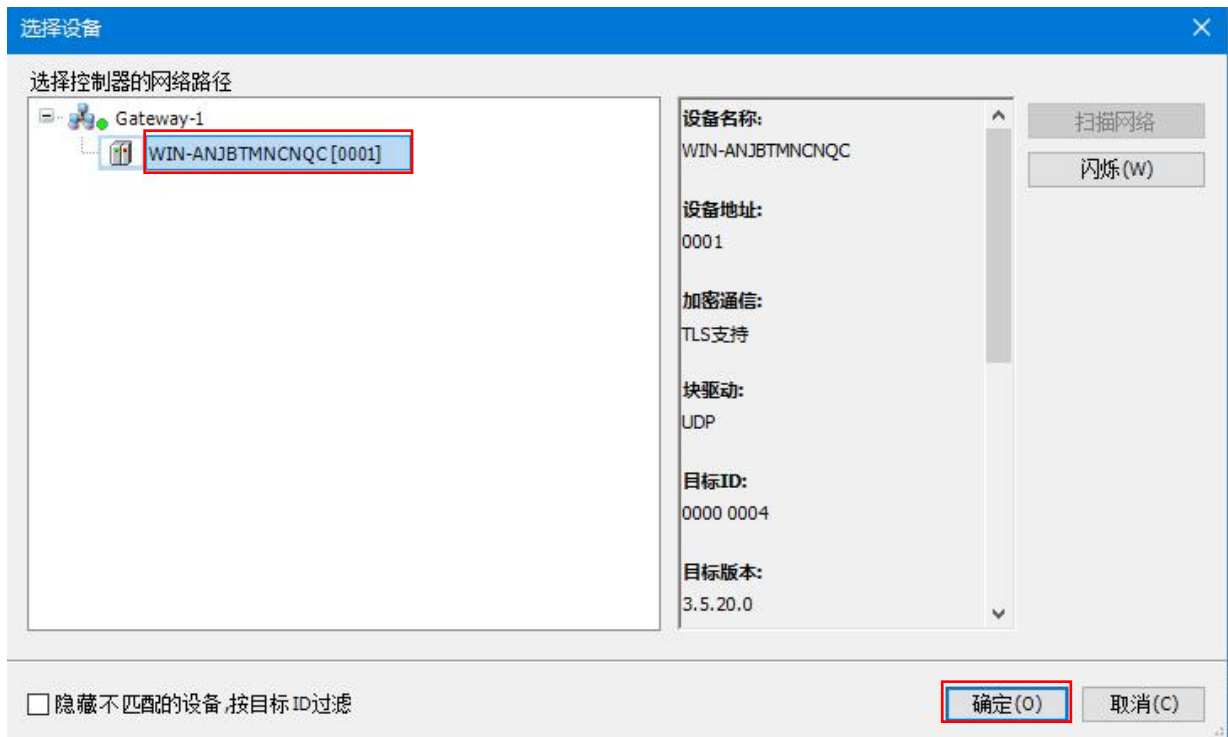 选择设备
选择控制器的网络路径
Gateway-1
WIN-ANJBTMNCNQC [0001]
设备名称:
WIN-ANJBTMNCNQC
设备地址:
0001
加密通信:
TLS支持
块驱动:
UDP
目标ID:
0000 0004
目标版本:
3.5.20.0
扫描网络
闪烁(W)
隐藏不匹配的设备,按目标ID过滤
确定(O)
取消(C)